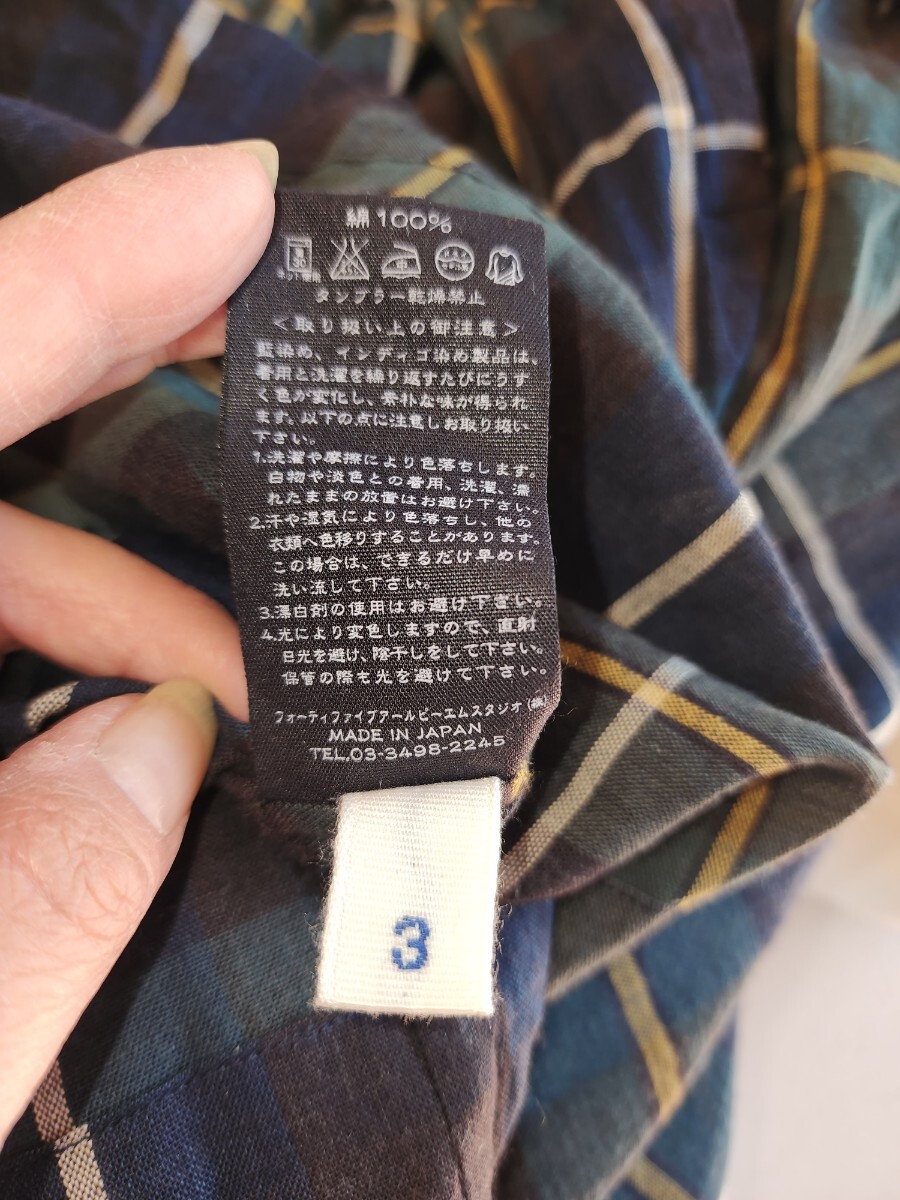 綿100%
ネット使用
タンブラー乾燥禁止
<取り扱い上の御注意>
藍染め、インディゴ染め製品は、
着用と洗濯を繰り返すたびにうす
く色が変化し、素朴な味が得られ
ます。以下の点に注意しお取り扱い
下さい。
1.洗濯や摩擦により色落ちします。
白物や淡色との着用、洗濯、濡
れたままの放置はお避け下さい。
2.汗や湿気により色落ちし、他の
衣類へ色移りすることがあります。
この場合は、できるだけ早めに
洗い流して下さい。
3.漂白剤の使用はお避け下さい。
4.光により変色しますので、直射
日光を避け、陰干しをして下さい。
保管の際も光を避けて下さい。
フォーティファイブアールピーエムスタジオ(株)
MADE IN JAPAN
TEL.03-3498-2245
3